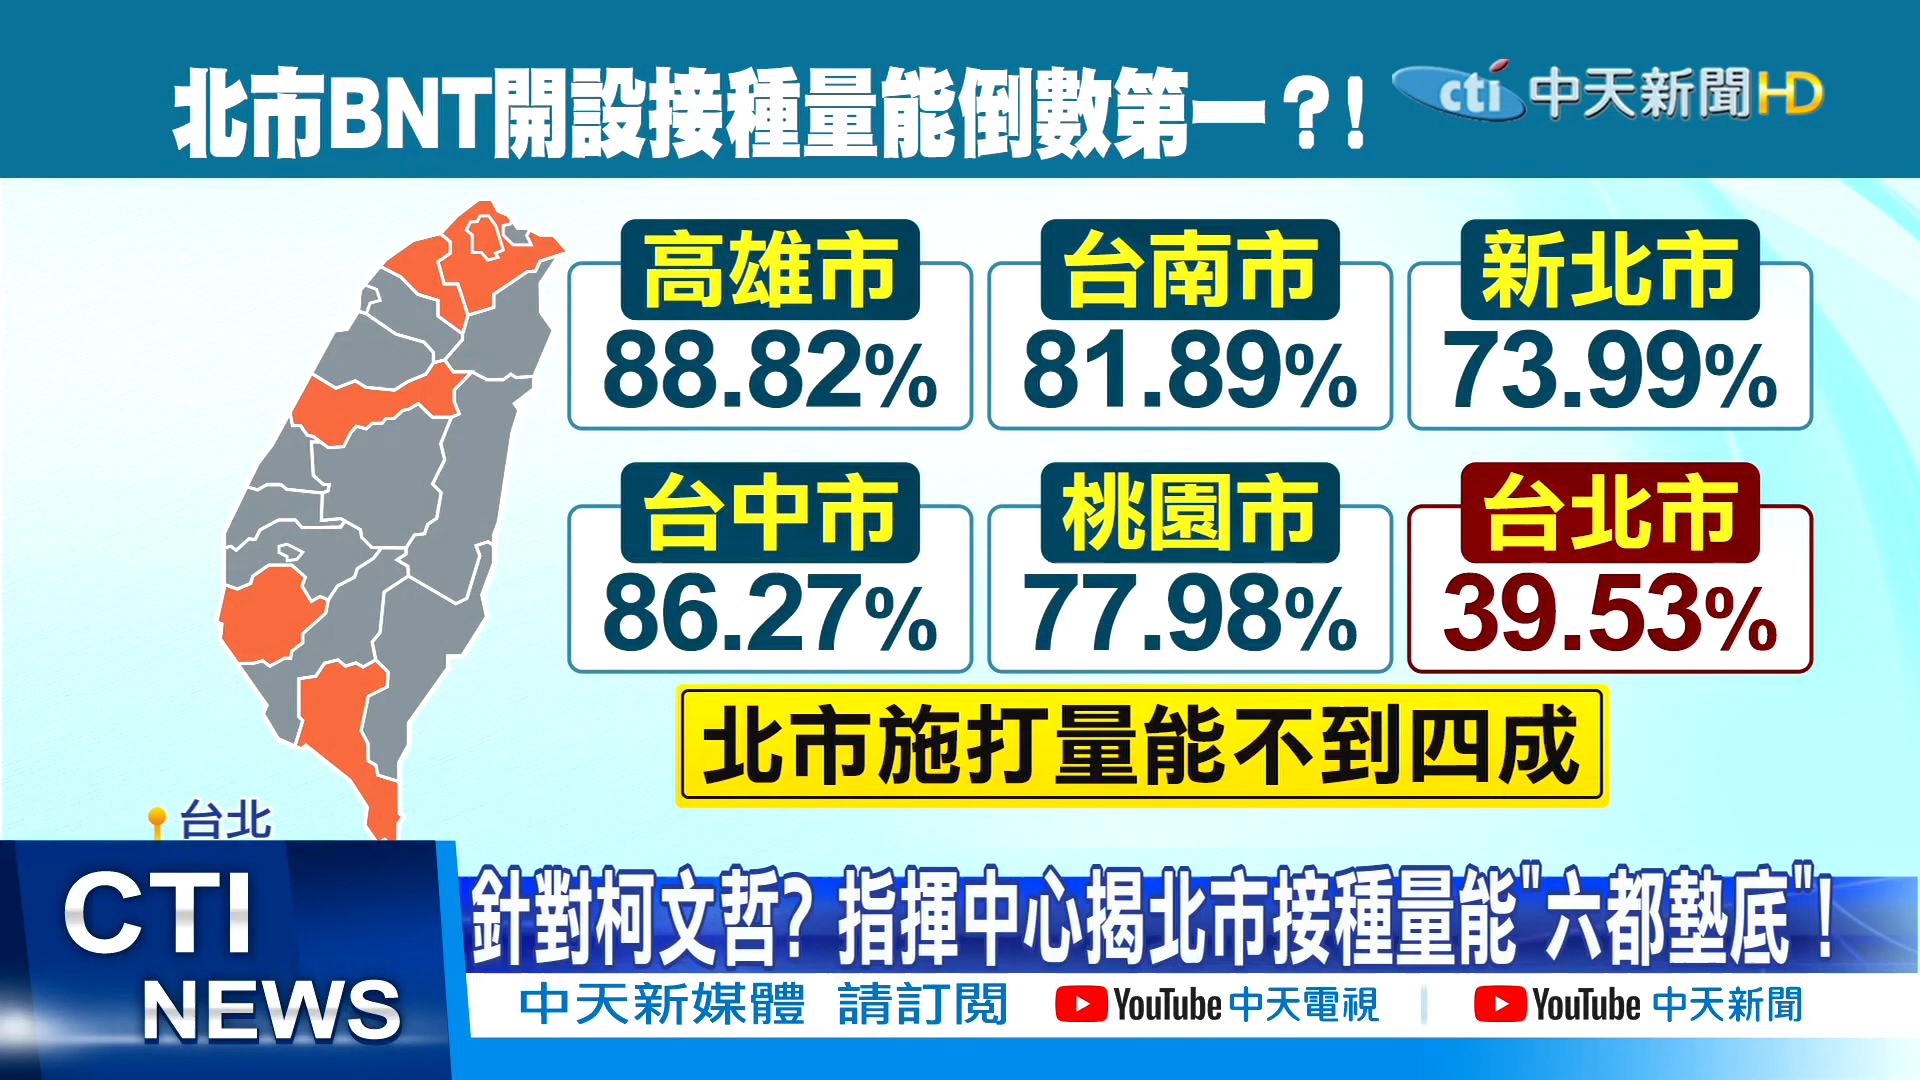 北市BNT開設接種量能倒數第一?!
cti 中天新聞HD
高雄市
88.82%
台南市
81.89%
新北市
73.99%
台中市
86.27%
桃園市
77.98%
台北市
39.53%
北市施打量能不到四成
台北
CTI
NEWS
針對柯文哲? 指揮中心揭北市接種量能"六都墊底"!
中天新媒體 請訂閱 YouTube 中天電視 | YouTube 中天新聞